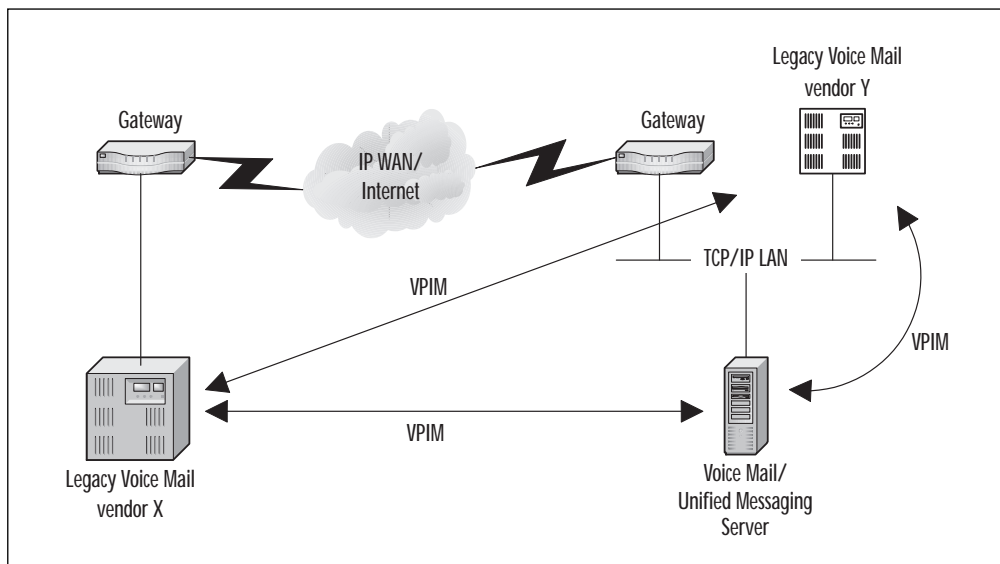 Legacy Voice Mail
vendor Y
Gateway
Gateway
IP WAN/
Internet
TCP/IP LAN
VPIM
VPIM
VPIM
Legacy Voice Mail
vendor X
Voice Mail/
Unified Messaging
Server